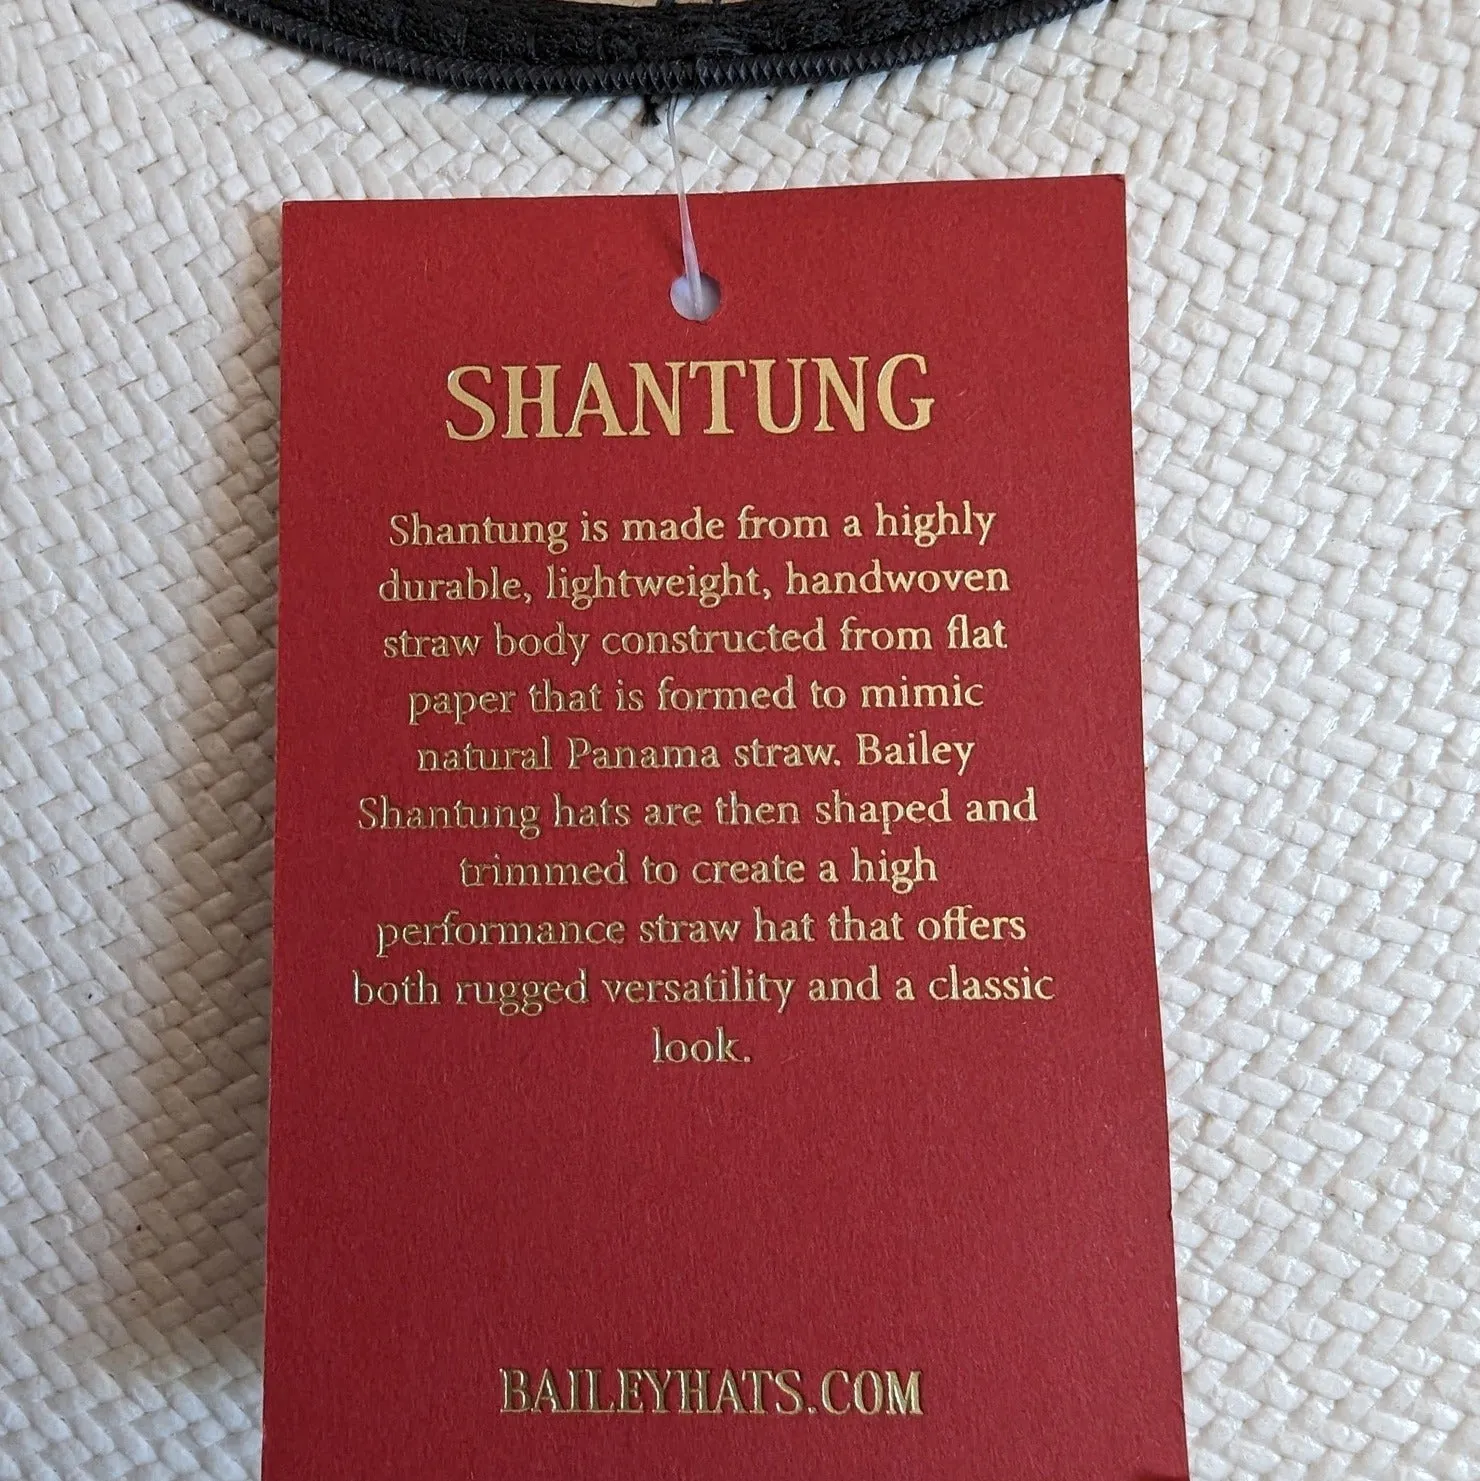 SHANTUNG
Shantung is made from a highly
durable, lightweight, handwoven
straw body constructed from flat
paper that is formed to mimic
natural Panama straw. Bailey
Shantung hats are then shaped and
trimmed to create a high
performance straw hat that offers
both rugged versatility and a classic
look.
BAILEYHATS.COM